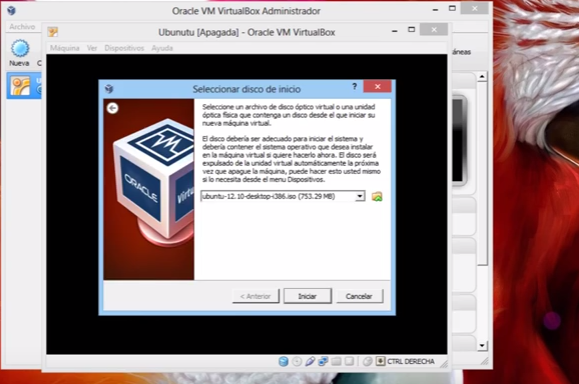 Oracle VM VirtualBox Administrador
Archivo
Ubunutu [Apagada] - Oracle VM VirtualBox
Máquina Ver Dispositivos Ayuda
Nueva
Seleccionar disco de inicio
Seleccione un archivo de disco óptico virtual o una unidad
óptica física que contenga un disco desde el que iniciar su
nueva máquina virtual.
El disco debería ser adecuado para iniciar el sistema y
debería contener el sistema operativo que desea instalar
en la máquina virtual si quiere hacerlo ahora. El disco será
expulsado de la unidad virtual automáticamente la próxima
vez que apague la máquina, puede hacer esto usted mismo
si lo necesita desde el menu Dispositivos.
ORACLE
ubuntu-12.10-desktop-i386.iso (753.29 MB)
< Anterior
Iniciar
Cancelar
CTRL DERECHA